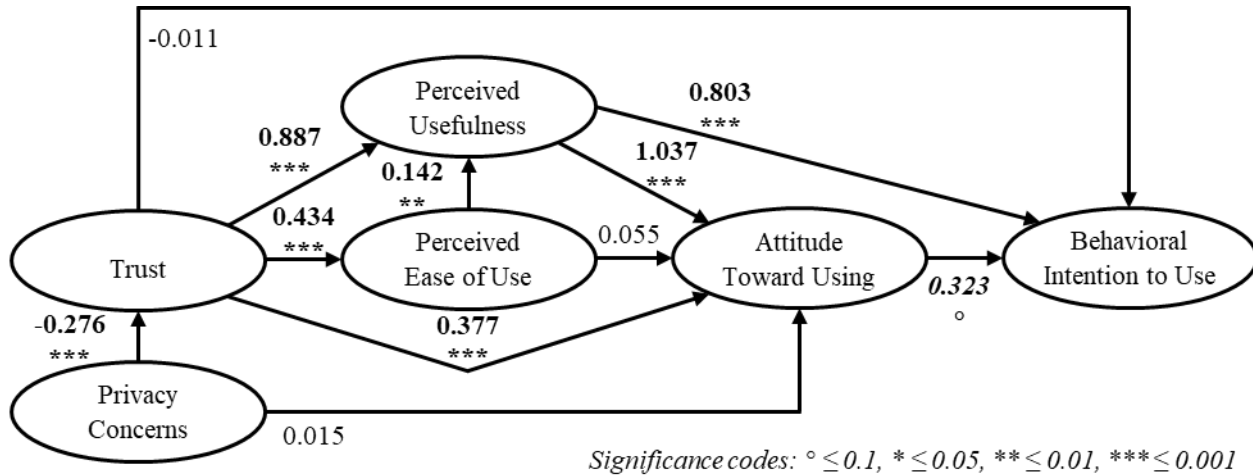 -0.011
Perceived
Usefulness
0.803
***
0.887
***
1.037
***
0.142
**
0.434
***
Trust
Perceived
Ease of Use
0.055
Attitude
Toward Using
Behavioral
Intention to Use
0.323
°
-0.276
***
0.377
***
Privacy
Concerns
0.015
Significance codes: ° ≤ 0.1, * ≤ 0.05, ** ≤ 0.01, *** ≤ 0.001